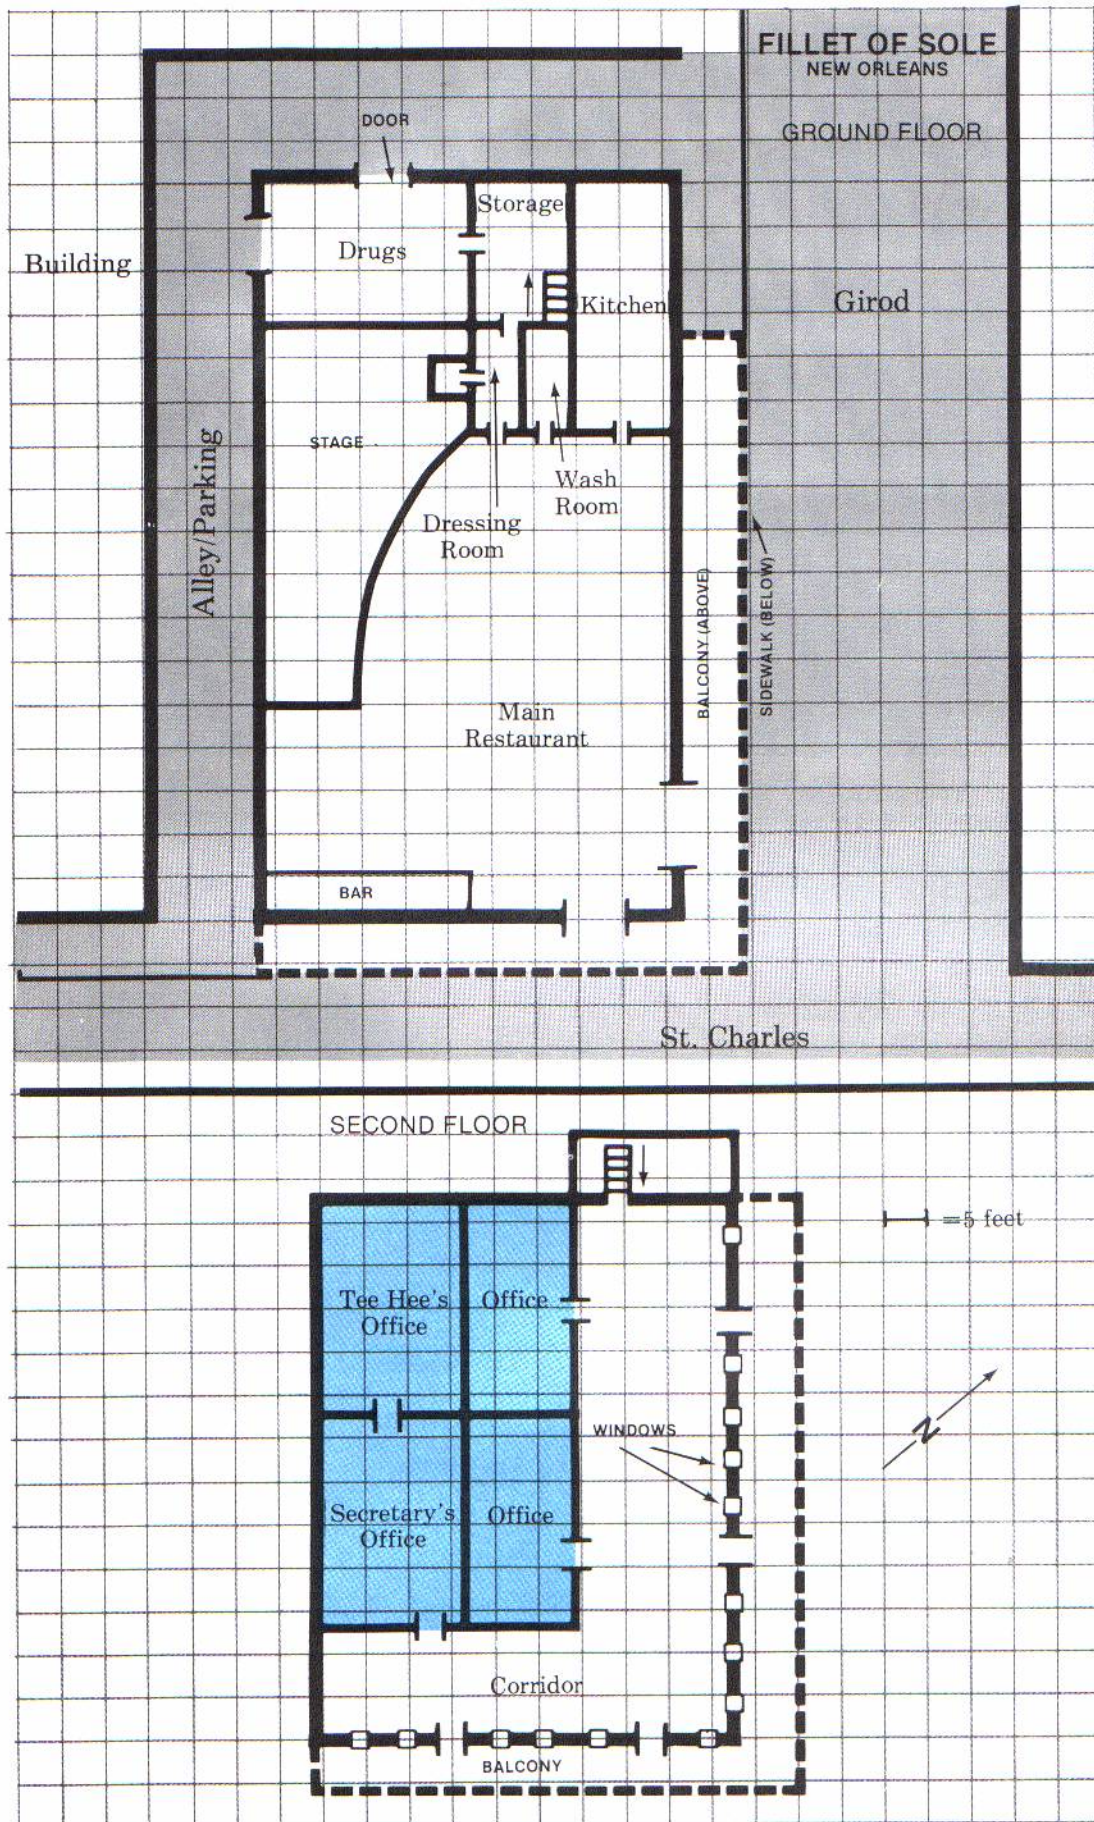 FILLET OF SOLE
NEW ORLEANS
GROUND FLOOR
DOOR
Storage
Building
Drugs
Kitchen
Girod
STAGE
Alley/Parking
Wash
Room
Dressing
Room
BALCONY (ABOVE)
SIDEWALK (BELOW)
Main
Restaurant
BAR
St. Charles
SECOND FLOOR
=5 feet
Tee Hee's
Office
Office
N
WINDOWS
Secretary's
Office
Office
Corridor
BALCONY